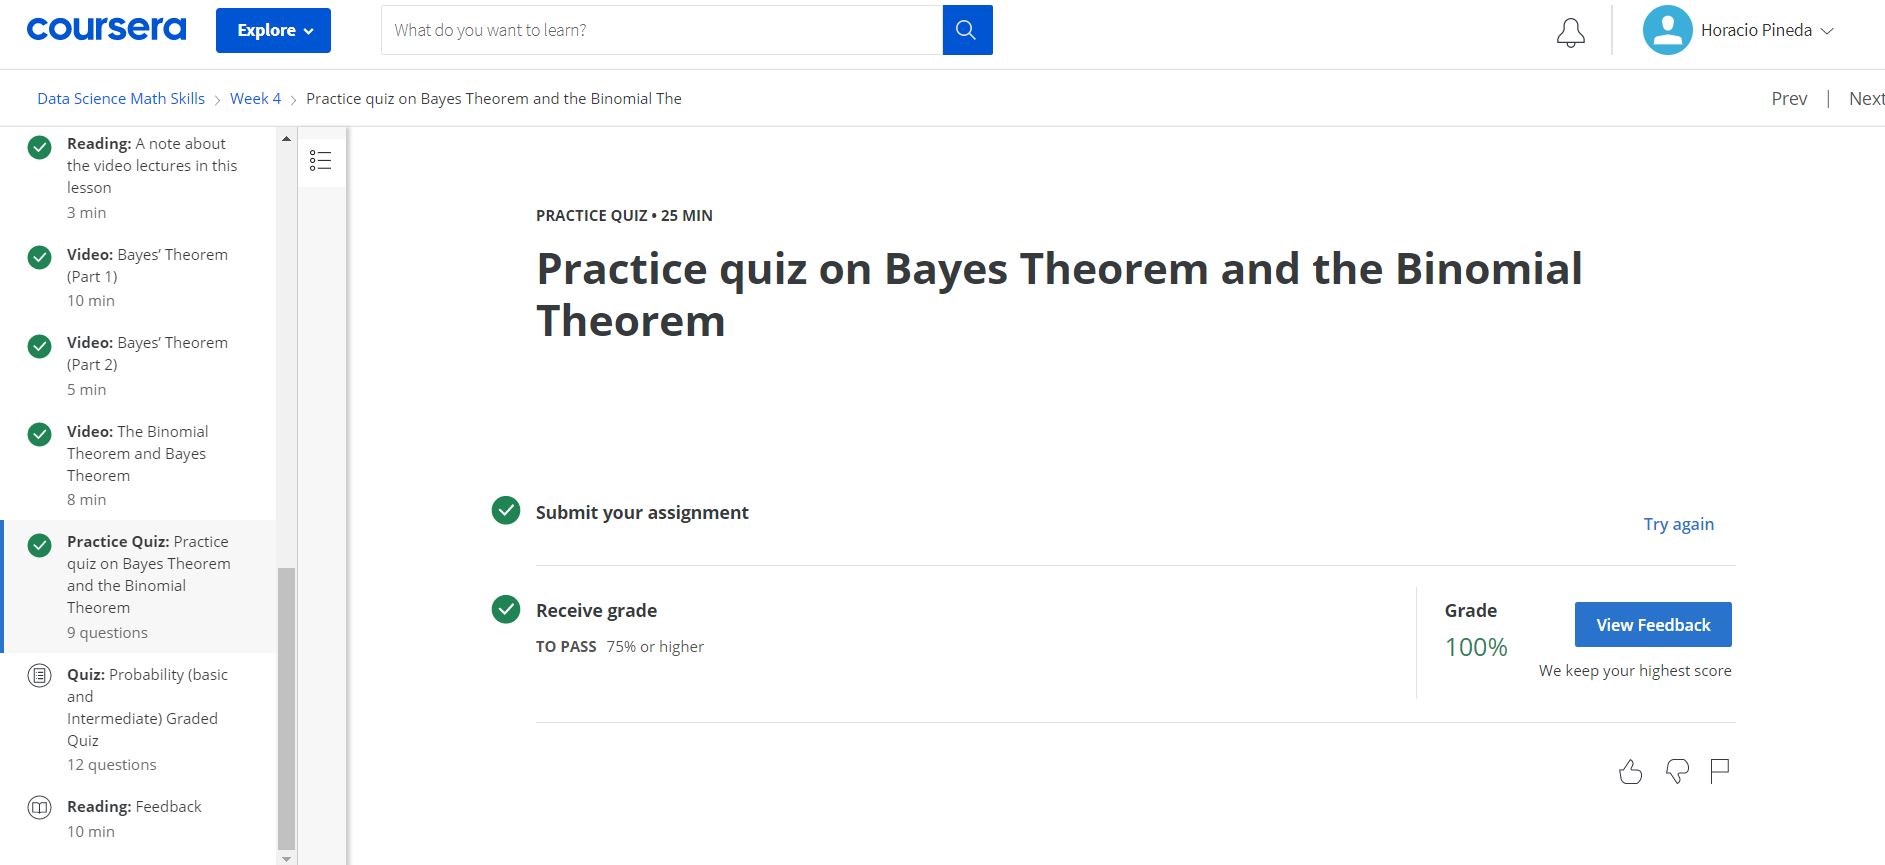 coursera
Explore
What do you want to learn?
Horacio Pineda
Data Science Math Skills > Week 4 > Practice quiz on Bayes Theorem and the Binomial The
Prev | Next
Reading: A note about
the video lectures in this
lesson
3 min
Video: Bayes’ Theorem
(Part 1)
10 min
Video: Bayes’ Theorem
(Part 2)
5 min
Video: The Binomial
Theorem and Bayes
Theorem
8 min
Practice Quiz: Practice
quiz on Bayes Theorem
and the Binomial
Theorem
9 questions
Quiz: Probability (basic
and
Intermediate) Graded
Quiz
12 questions
Reading: Feedback
10 min
PRACTICE QUIZ • 25 MIN
Practice quiz on Bayes Theorem and the Binomial
Theorem
Submit your assignment
Try again
Receive grade
TO PASS 75% or higher
Grade
100%
View Feedback
We keep your highest score